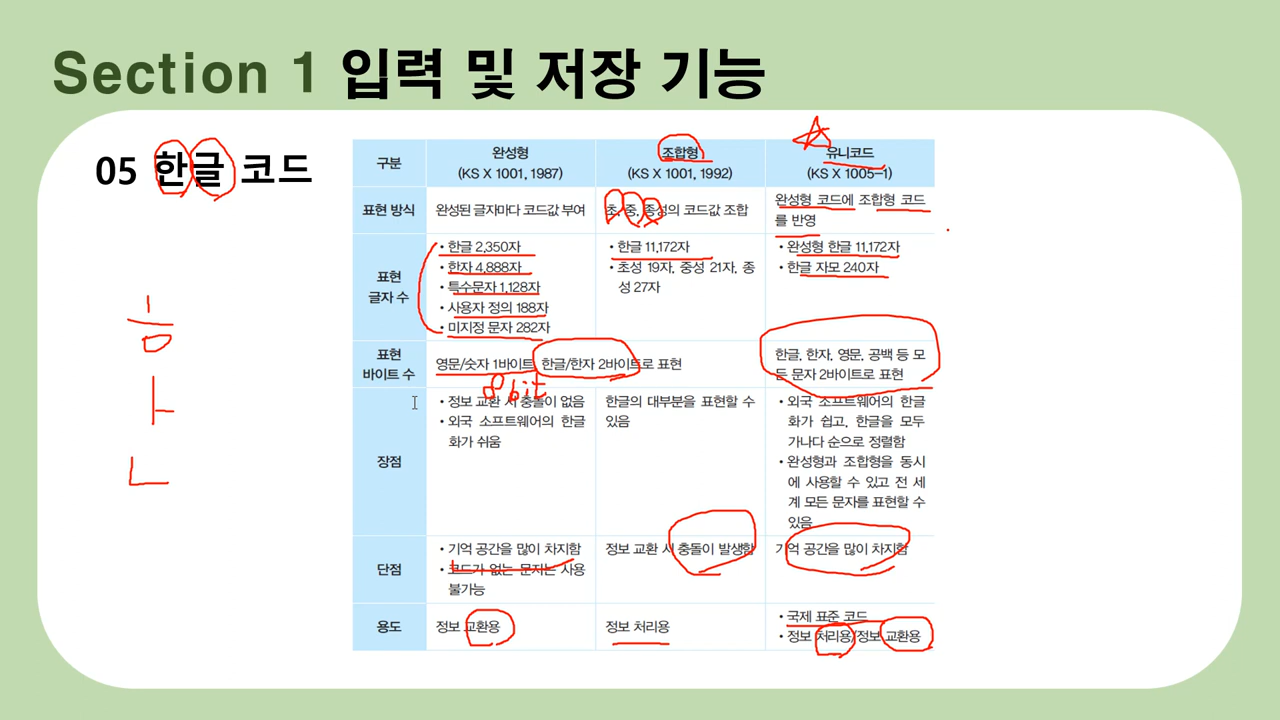 Section 1 입력 및 저장 기능
05 한글 코드
구분
완성형
(KS X 1001, 1987)
조합형
(KS X 1001, 1992)
유니코드
(KS X 1005-1)
표현 방식
완성된 글자마다 코드값 부여
초, 중, 종성의 코드값 조합
완성형 코드에 조합형 코드
를 반영
표현
글자 수
• 한글 2,350자
• 한자 4,888자
• 특수문자 1,128자
• 사용자 정의 188자
• 미지정 문자 282자
• 한글 11,172자
• 초성 19자, 중성 21자, 종
성 27자
• 완성형 한글 11,172자
• 한글 자모 240자
표현
바이트 수
영문/숫자 1바이트, 한글/한자 2바이트로 표현
8bit
한글, 한자, 영문, 공백 등 모
든 문자 2바이트로 표현
장점
• 정보 교환 시 충돌이 없음
• 외국 소프트웨어의 한글
화가 쉬움
한글의 대부분을 표현할 수
있음
• 외국 소프트웨어의 한글
화가 쉽고, 한글을 모두
가나다 순으로 정렬함
• 완성형과 조합형을 동시
에 사용할 수 있고 전 세
계 모든 문자를 표현할 수
있음
단점
• 기억 공간을 많이 차지함
• 코드가 없는 문자는 사용
불가능
정보 교환 시 충돌이 발생함
기억 공간을 많이 차지함
용도
정보 교환용
정보 처리용
• 국제 표준 코드
• 정보 처리용/정보 교환용
ㅎ
ㅏ
ㄴ